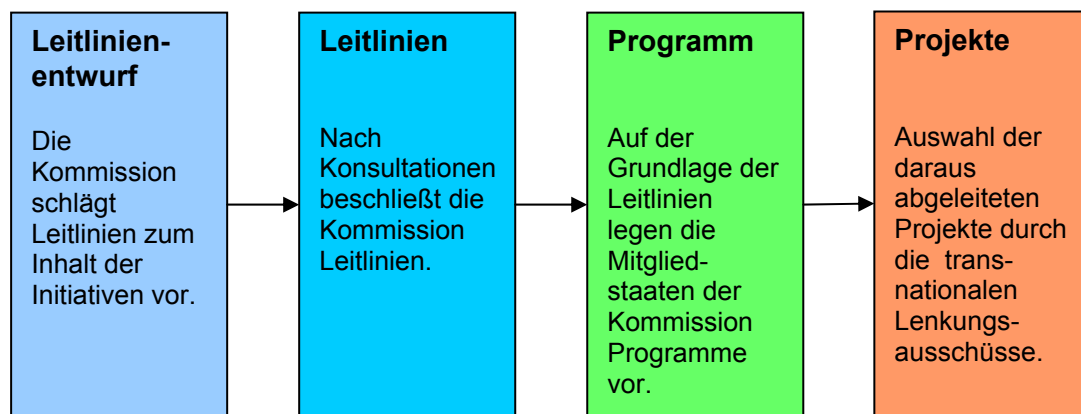 Leitlinien-
entwurf
Die
Kommission
schlägt
Leitlinien zum
Inhalt der
Initiativen vor.
Leitlinien
Nach
Konsultationen
beschließt die
Kommission
Leitlinien.
Programm
Auf der
Grundlage der
Leitlinien
legen die
Mitglied-
staaten der
Kommission
Programme
vor.
Projekte
Auswahl der
daraus
abgeleiteten
Projekte durch
die trans-
nationalen
Lenkungs-
ausschüsse.